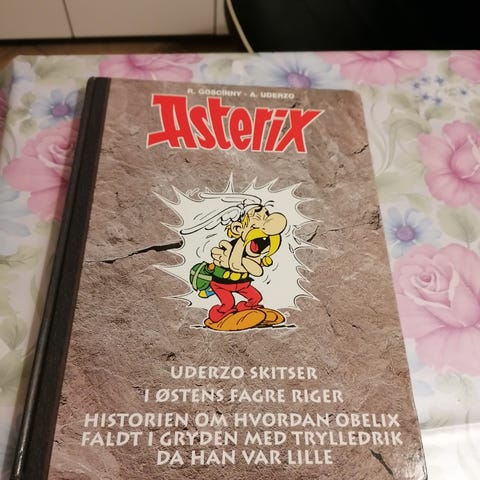 R. GOSCINNY - A. UDERZO
Asterix
UDERZO SKITSER
I ØSTENS FAGRE RIGER
HISTORIEN OM HVORDAN OBELIX
FALDT I GRYDEN MED TRYLLEDRIK
DA HAN VAR LILLE